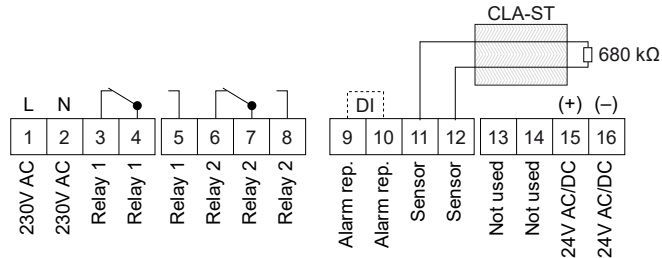 CLA-ST
680 kΩ
L N DI (+) (–)
1 2 3 4 5 6 7 8 9 10 11 12 13 14 15 16
230V AC
230V AC
Relay 1
Relay 1
Relay 1
Relay 2
Relay 2
Relay 2
Alarm rep.
Alarm rep.
Sensor
Sensor
Not used
Not used
24V AC/DC
24V AC/DC